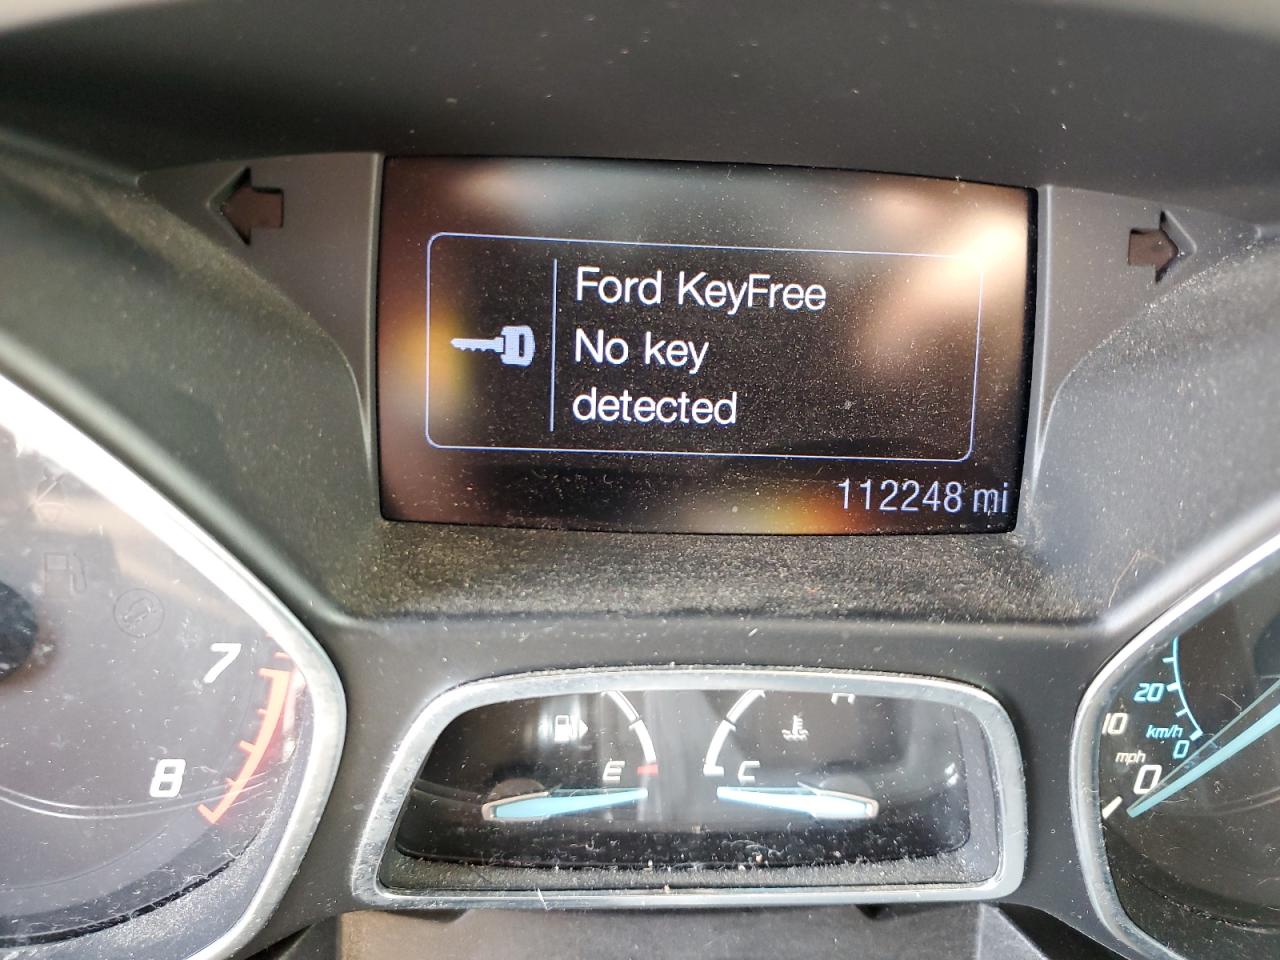 Ford KeyFree
No key
detected
112248 mi
7
8
E
C
20
10
km/h
0
mph
0